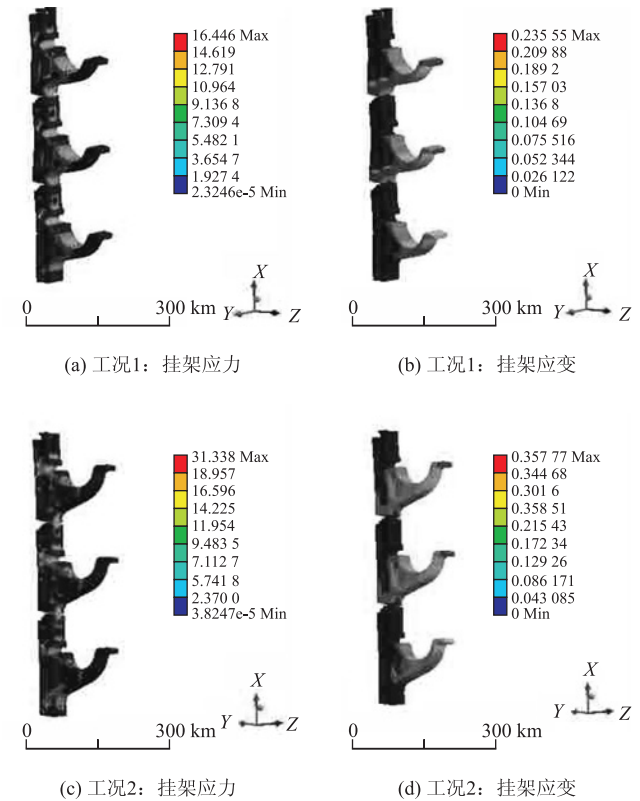 16.446 Max
14.619
12.791
10.964
9.136 8
7.309 4
5.482 1
3.654 7
1.927 4
2.3246e-5 Min
X
Y
Z
0
300 km
(a) 工况1：挂架应力
0.235 55 Max
0.209 88
0.189 2
0.157 03
0.136 8
0.104 69
0.075 516
0.052 344
0.026 122
0 Min
X
Y
Z
0
300 km
(b) 工况1：挂架应变
31.338 Max
18.957
16.596
14.225
11.954
9.483 5
7.112 7
5.741 8
2.370 0
3.8247e-5 Min
X
Y
Z
0
300 km
(c) 工况2：挂架应力
0.357 77 Max
0.344 68
0.301 6
0.358 51
0.215 43
0.172 34
0.129 26
0.086 171
0.043 085
0 Min
X
Y
Z
0
300 km
(d) 工况2：挂架应变